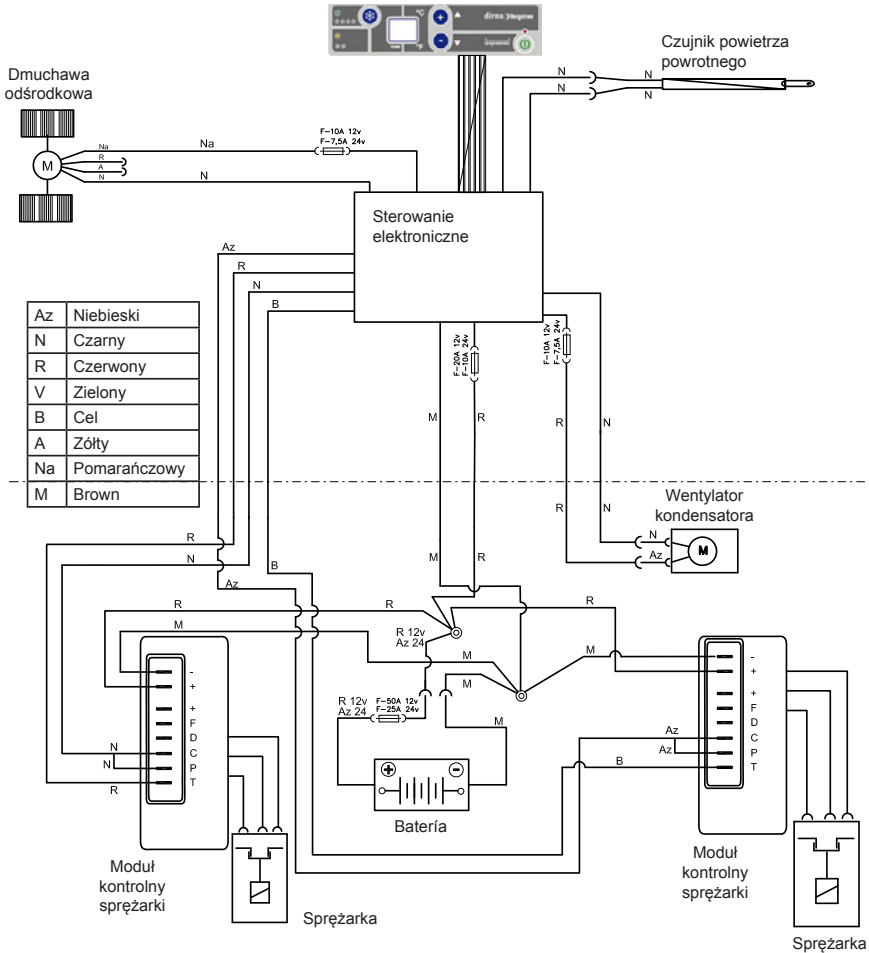 °C
°F
dirna Bergstrom
Czujnik powietrza
powrotnego
Dmuchawa
odśrodkowa
N
N
N
N
Na
R
A
N
M
Na
N
F-10A 12v
F-7,5A 24v
Sterowanie
elektroniczne
Az
R
N
B
Az Niebieski
N Czarny
R Czerwony
V Zielony
B Cel
A Zółty
Na Pomarańczowy
M Brown
F-20A 12v
F-10A 24v
F-10A 12v
F-7,5A 24v
M
R
R
N
R
N
Wentylator
kondensatora
N
Az
M
R
N
B
Az
M
R
R
R
R
M
R 12v
Az 24
M
M
M
R 12v
Az 24
F-50A 12v
F-25A 24v
M
-
+
+
F
D
C
P
T
N
N
R
+
-
Batería
Az
Az
B
-
+
+
F
D
C
P
T
Moduł
kontrolny
sprężarki
Sprężarka
Moduł
kontrolny
sprężarki
Sprężarka